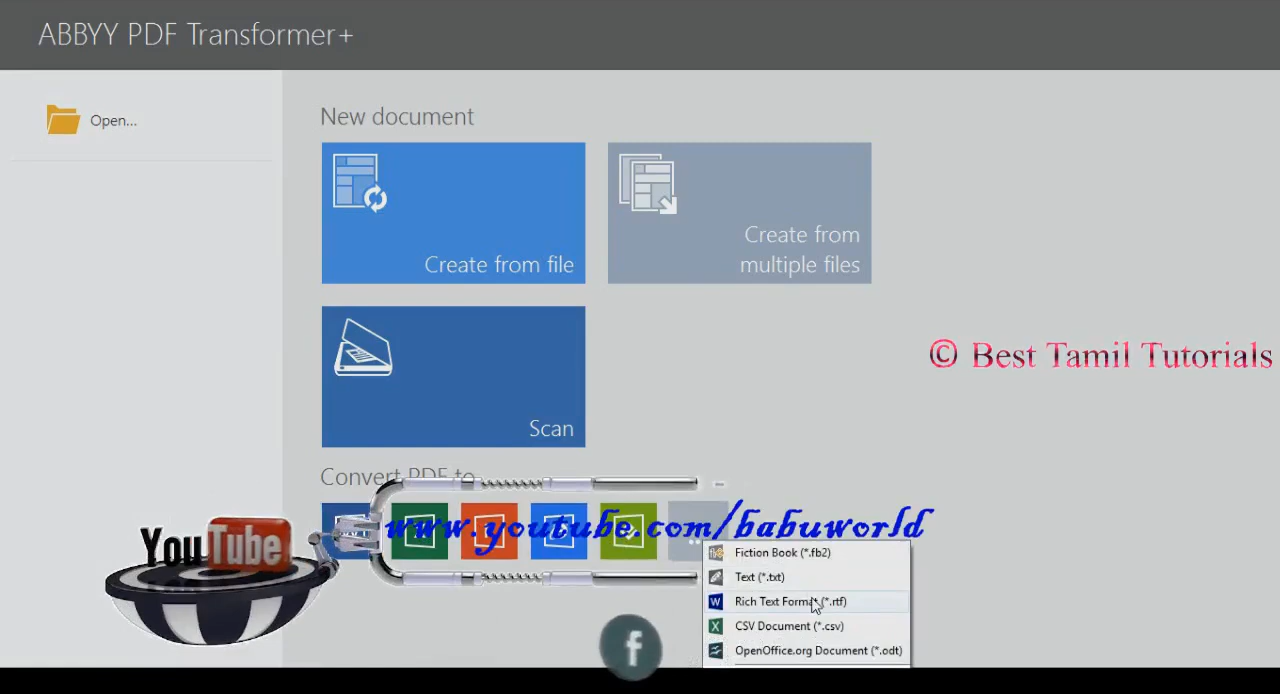 ABBYY PDF Transformer+
Open...
New document
Create from file
Create from
multiple files
Scan
© Best Tamil Tutorials
Convert PDF to
www.youtube.com/babuworld
YouTube
Fiction Book (*.fb2)
Text (*.txt)
Rich Text Format (*.rtf)
CSV Document (*.csv)
OpenOffice.org Document (*.odt)
f